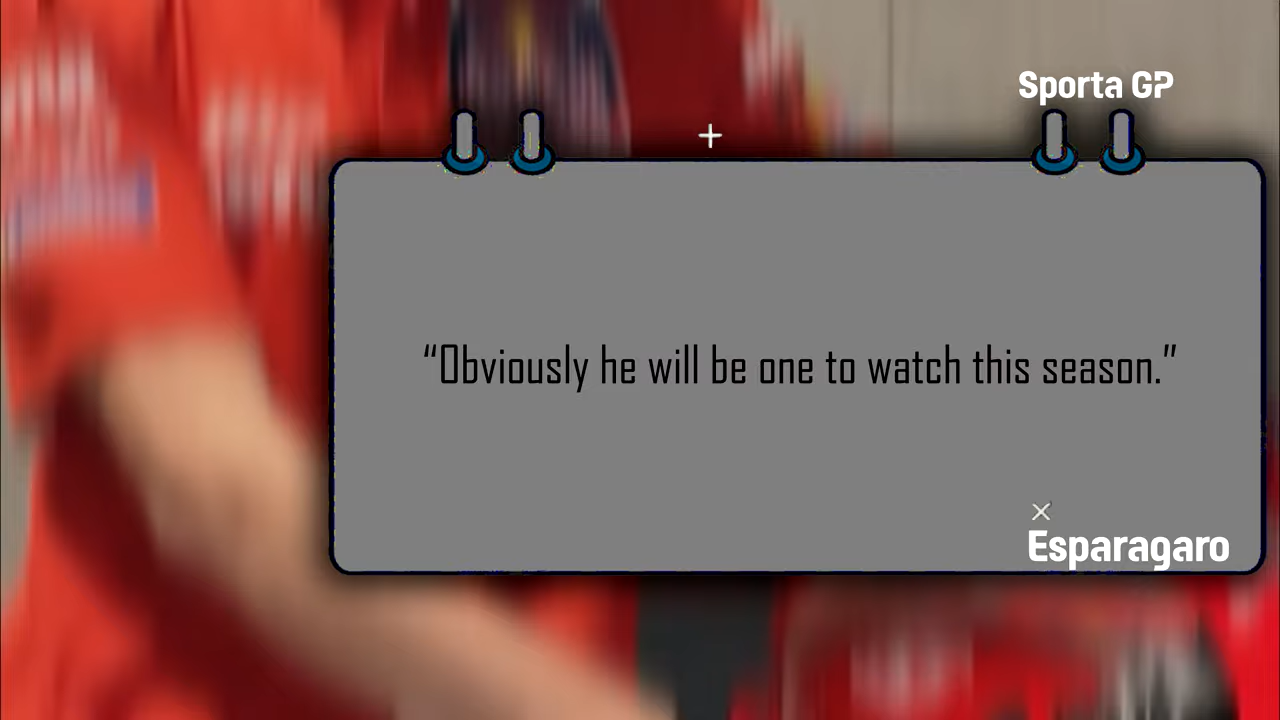 Sporta GP
“Obviously he will be one to watch this season.”
Esparagaro